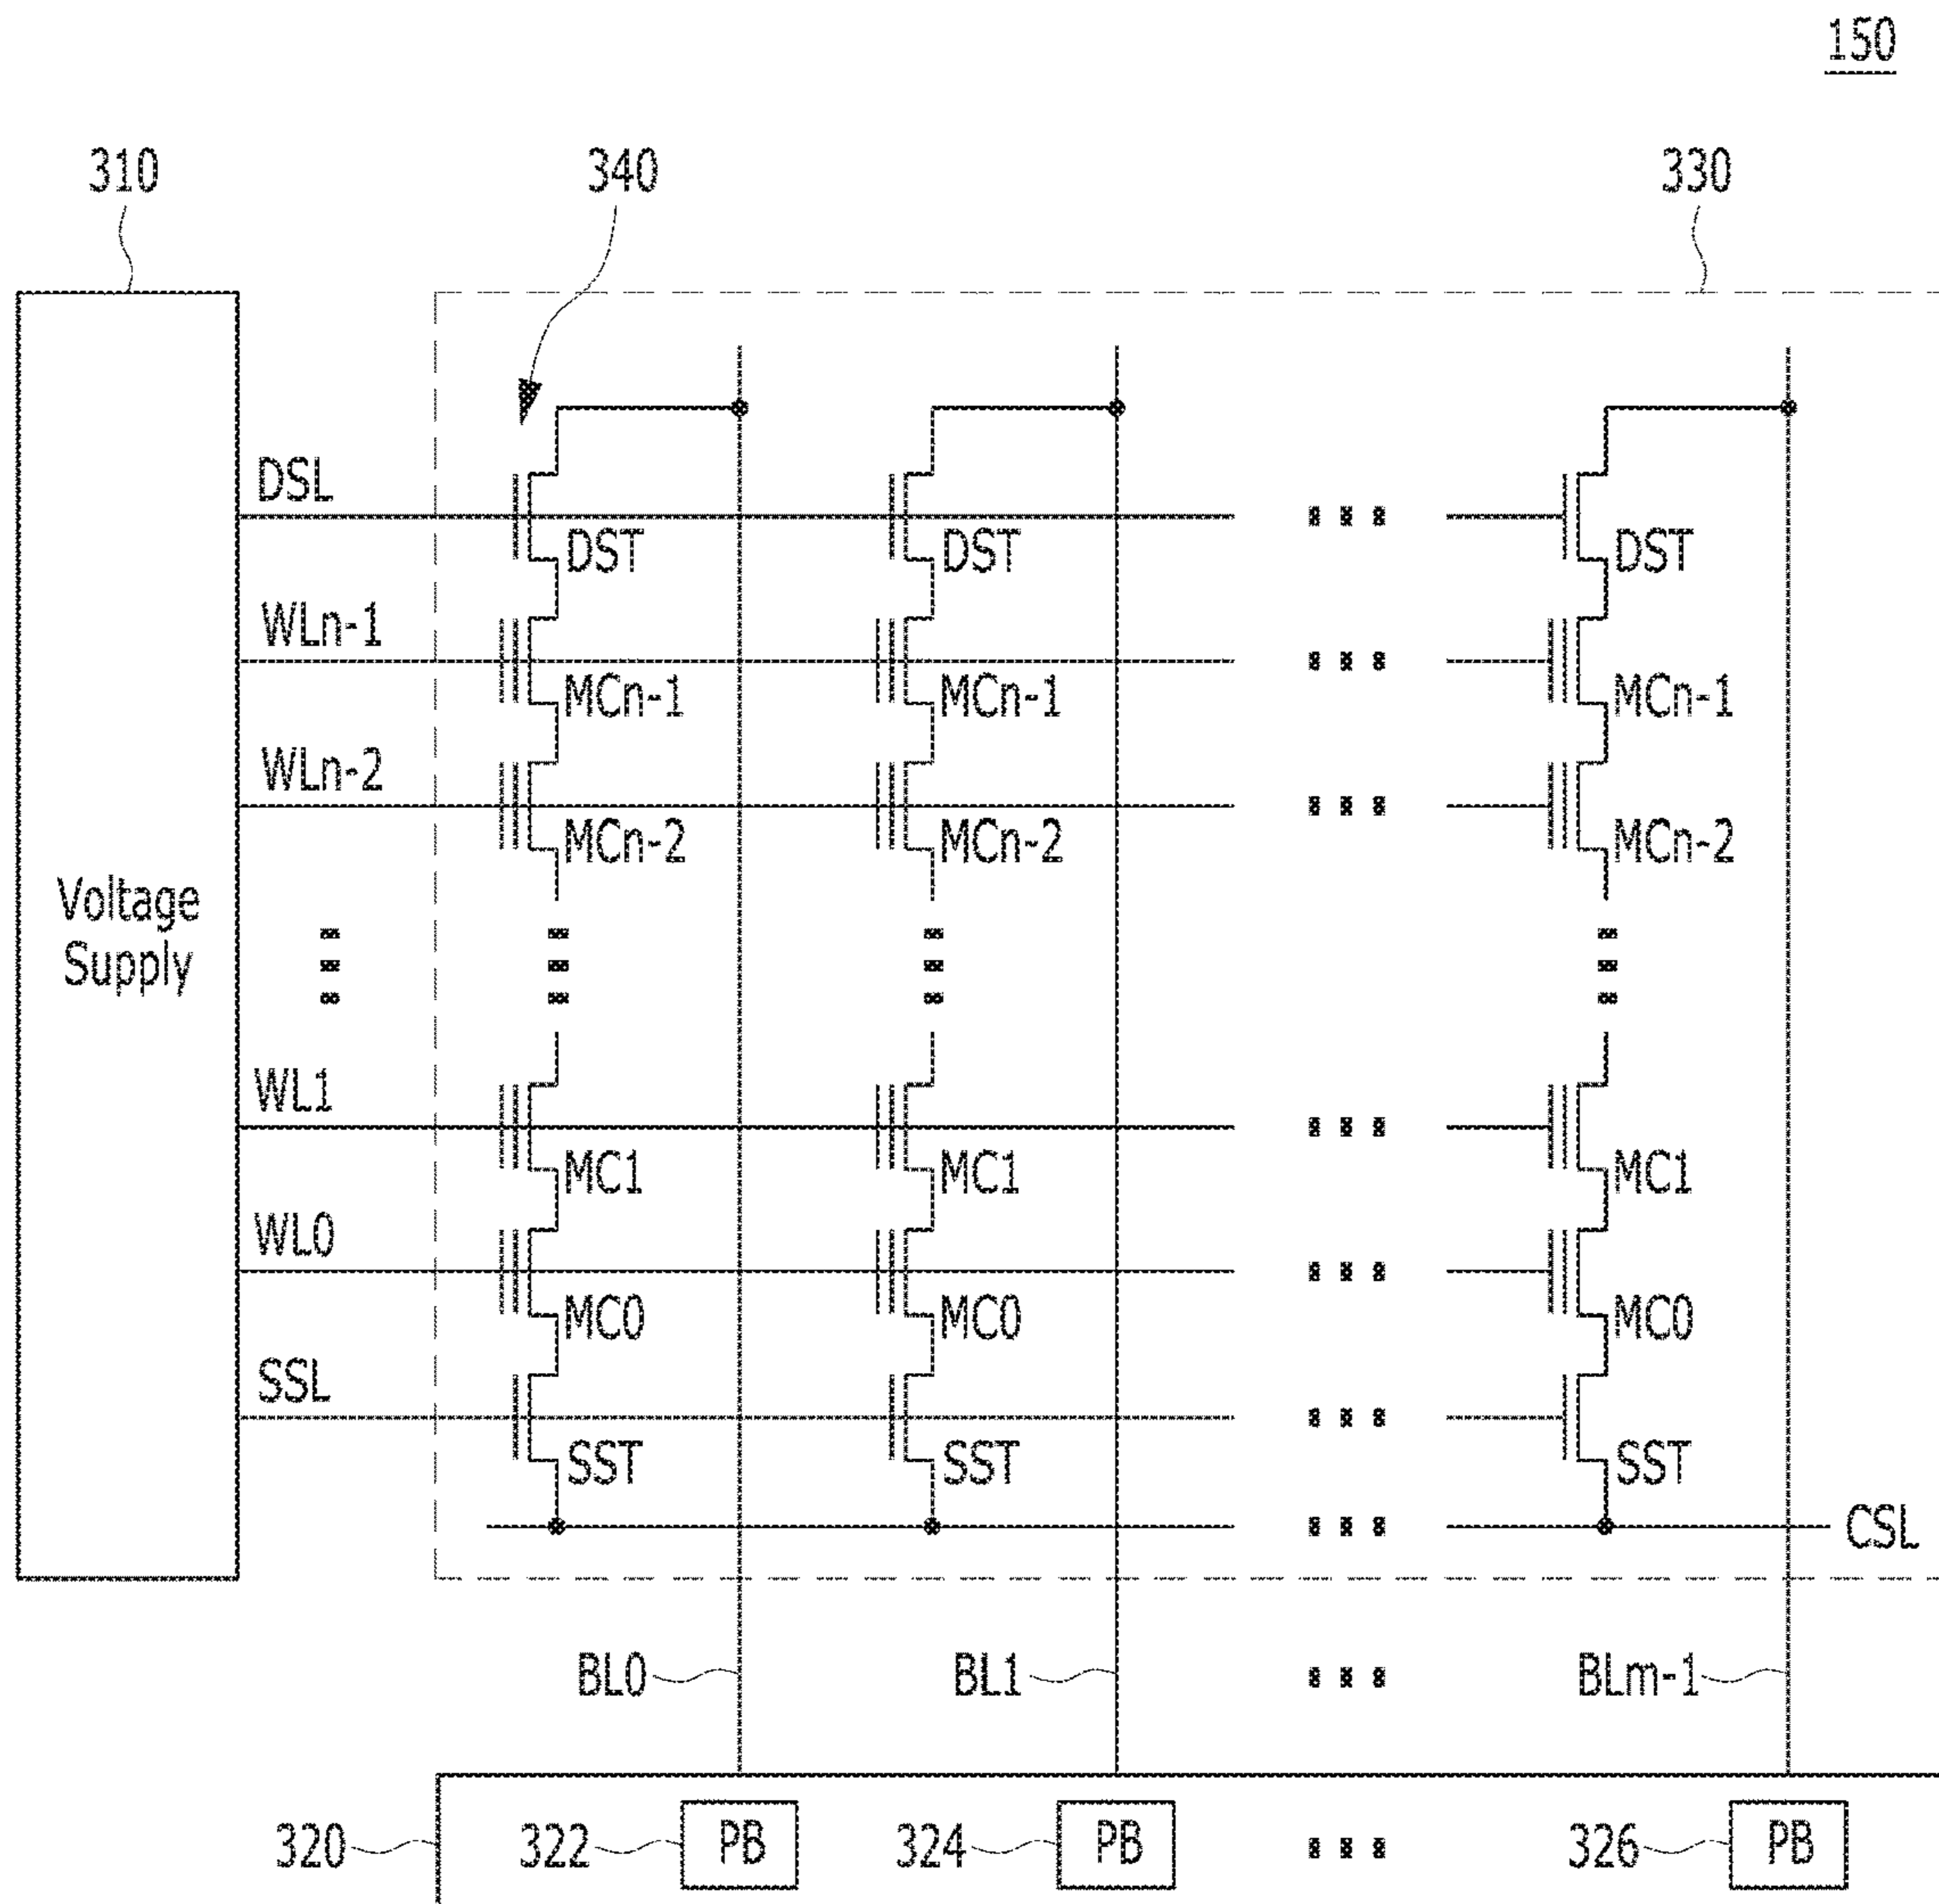 150
310 340 330
DSL
DST DST DST
WLn-1
MCn-1 MCn-1 MCn-1
WLn-2
MCn-2 MCn-2 MCn-2
Voltage
Supply
WL1
MC1 MC1 MC1
WL0
MC0 MC0 MC0
SSL
SST SST SST
CSL
BL0 BL1 BLm-1
320 322 PB 324 PB 326 PB